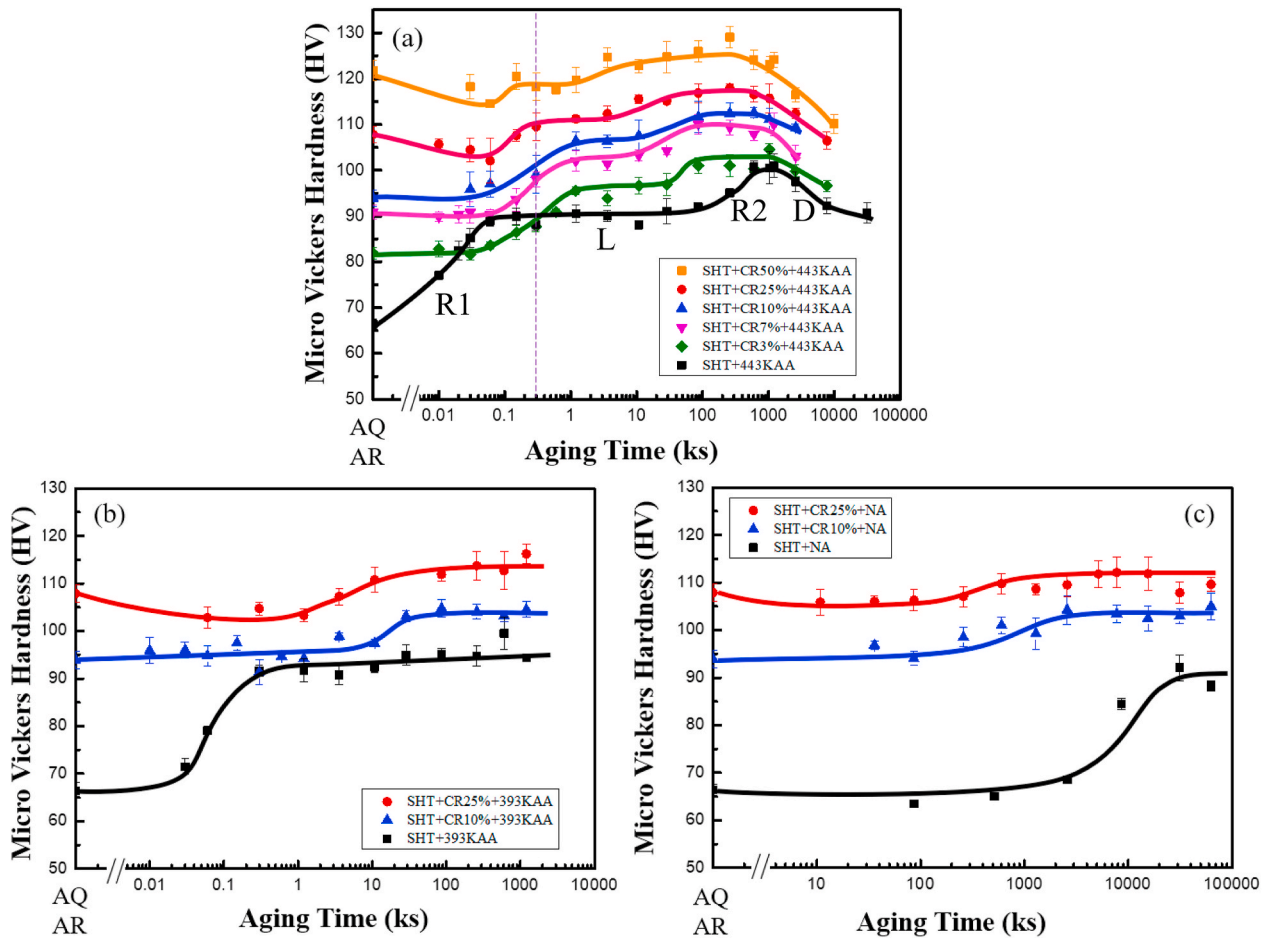 (a)
Micro Vickers Hardness (HV)
130
120
110
100
90
80
70
60
50
R1
L
R2
D
SHT+CR50%+443KAA
SHT+CR25%+443KAA
SHT+CR10%+443KAA
SHT+CR7%+443KAA
SHT+CR3%+443KAA
SHT+443KAA
0.01 0.1 1 10 100 1000 10000 100000
AQ
AR
Aging Time (ks)
(b)
Micro Vickers Hardness (HV)
130
120
110
100
90
80
70
60
50
SHT+CR25%+393KAA
SHT+CR10%+393KAA
SHT+393KAA
0.01 0.1 1 10 100 1000 10000
AQ
AR
Aging Time (ks)
(c)
Micro Vickers Hardness (HV)
130
120
110
100
90
80
70
60
50
SHT+CR25%+NA
SHT+CR10%+NA
SHT+NA
10 100 1000 10000 100000
AQ
AR
Aging Time (ks)